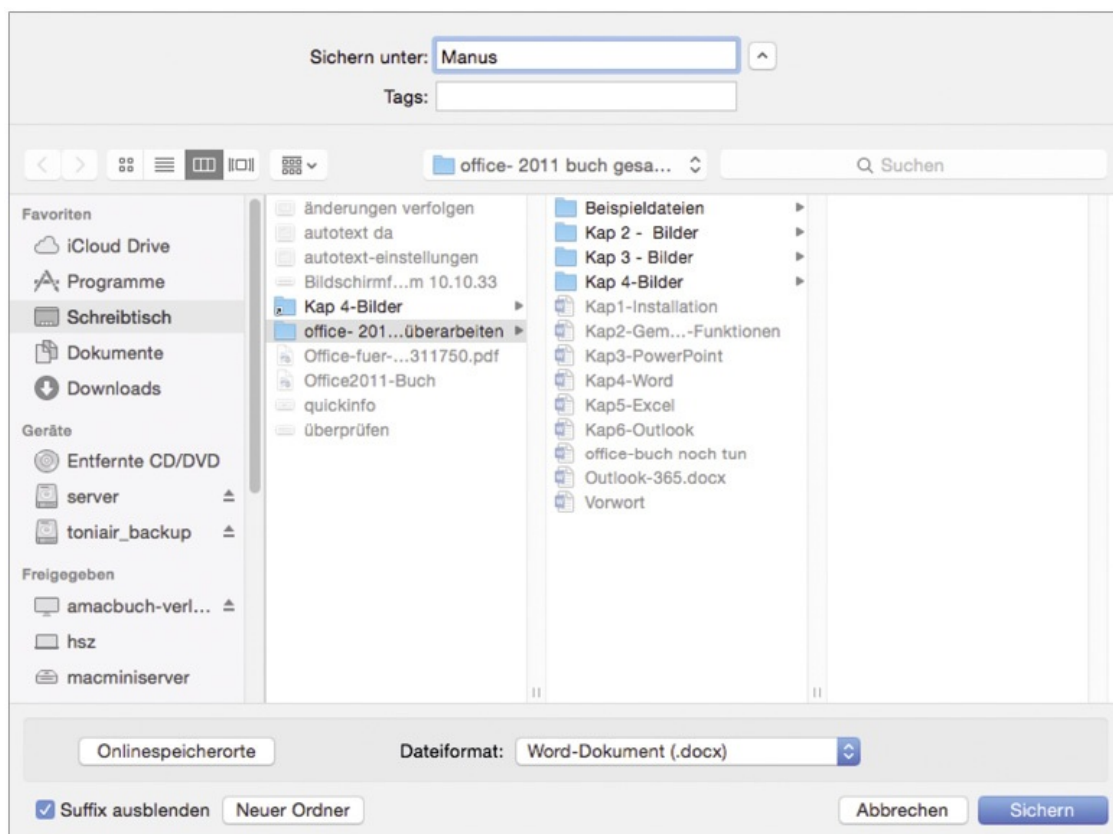 Sichern unter: Manus
Tags:
office- 2011 buch gesa...
Suchen
Favoriten
iCloud Drive
Programme
Schreibtisch
Dokumente
Downloads
Geräte
Entfernte CD/DVD
server
toniair_backup
Freigegeben
amacbuch-verl...
hsz
macminiserver
änderungen verfolgen
autotext da
autotext-einstellungen
Bildschirmf...m 10.10.33
Kap 4-Bilder
office- 201...überarbeiten
Office-fuer-...311750.pdf
Office2011-Buch
quickinfo
überprüfen
Beispieldateien
Kap 2 - Bilder
Kap 3 - Bilder
Kap 4-Bilder
Kap1-Installation
Kap2-Gem...-Funktionen
Kap3-PowerPoint
Kap4-Word
Kap5-Excel
Kap6-Outlook
office-buch noch tun
Outlook-365.docx
Vorwort
Onlinespeicherorte
Dateiformat: Word-Dokument (.docx)
Suffix ausblenden
Neuer Ordner
Abbrechen
Sichern